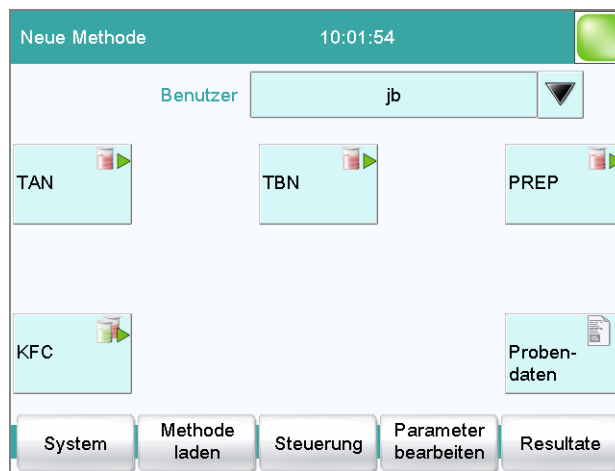 Neue Methode 10:01:54
Benutzer jb
TAN TBN PREP
KFC Proben-
daten
System Methode
laden Steuerung Parameter
bearbeiten Resultate